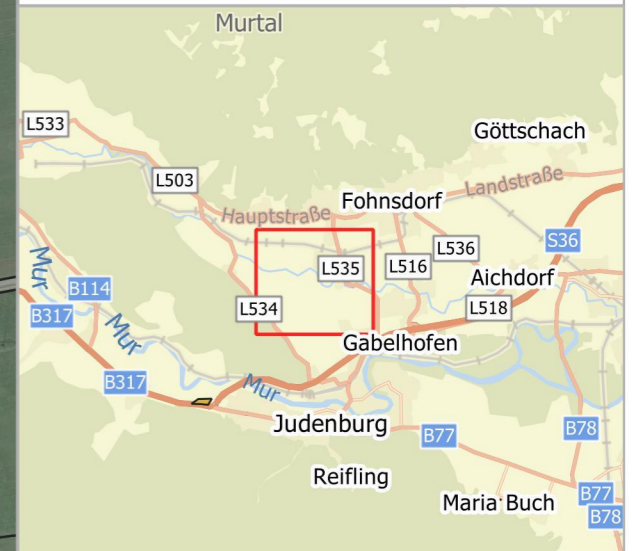 Murtal
L533
Göttschach
L503
Landstraße
Fohnsdorf
Hauptstraße
L536
S36
L535
L516
Aichdorf
Mur
B114
L534
L518
B317
Mur
Gabelhofen
B317
Mur
Judenburg
B77
B78
Reifling
Maria Buch
B77
B78